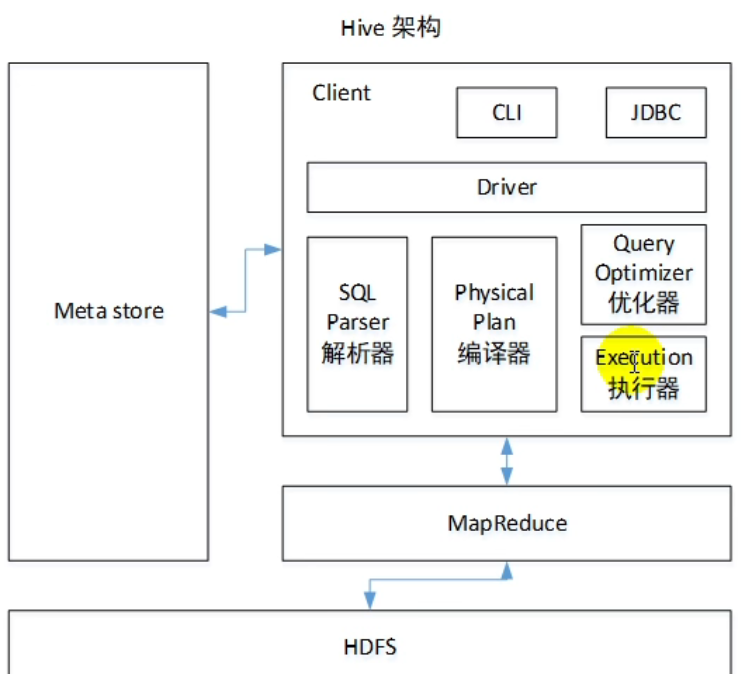 Hive 架构
Client
CLI
JDBC
Driver
Meta store
SQL
Parser
解析器
Physical
Plan
编译器
Query
Optimizer
优化器
Execution
执行器
MapReduce
HDFS